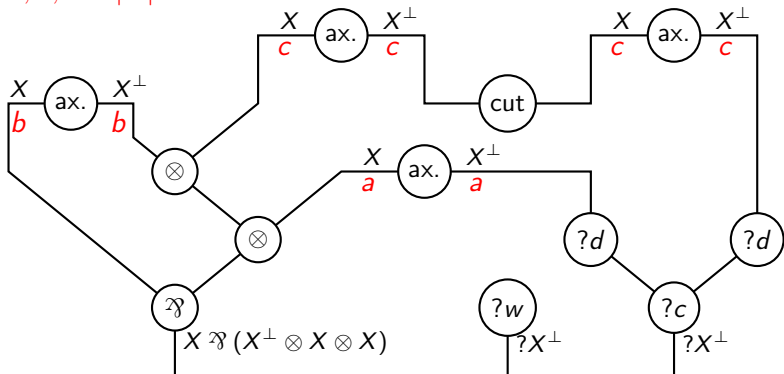 X ax. X⊥ X ax. X⊥
c c c c
X ax. X⊥ cut
b b
⊗ X ax. X⊥
a a
⊗ ?d ?d
⅋ ?w ?c
X ⅋ (X⊥ ⊗ X ⊗ X) ?X⊥ ?X⊥